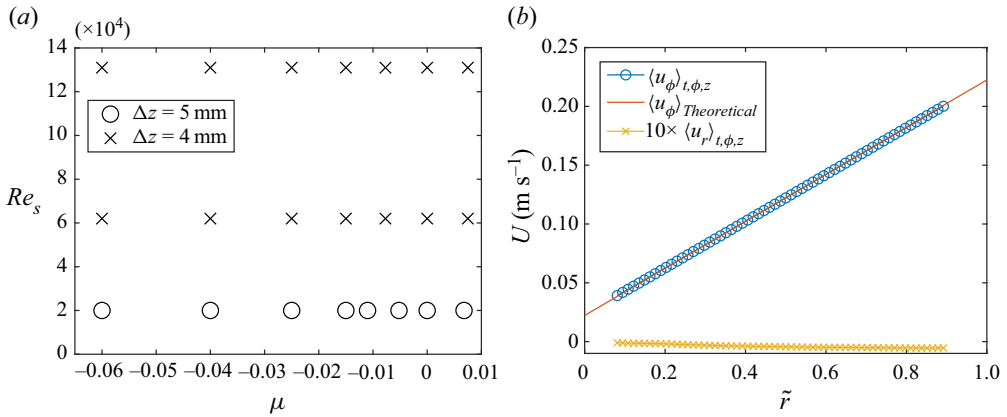 (a)
(×10⁴)
14
12
10
8
6
4
2
0
Re_s
Δz = 5 mm
Δz = 4 mm
−0.06 −0.05 −0.04 −0.03 −0.02 −0.01 0 0.01
μ
(b)
0.25
0.20
0.15
0.10
0.05
0
U (m s⁻¹)
⟨u_ϕ⟩_{t,ϕ,z}
⟨u_ϕ⟩_{Theoretical}
10× ⟨u_r⟩_{t,ϕ,z}
0 0.2 0.4 0.6 0.8 1.0
r̃